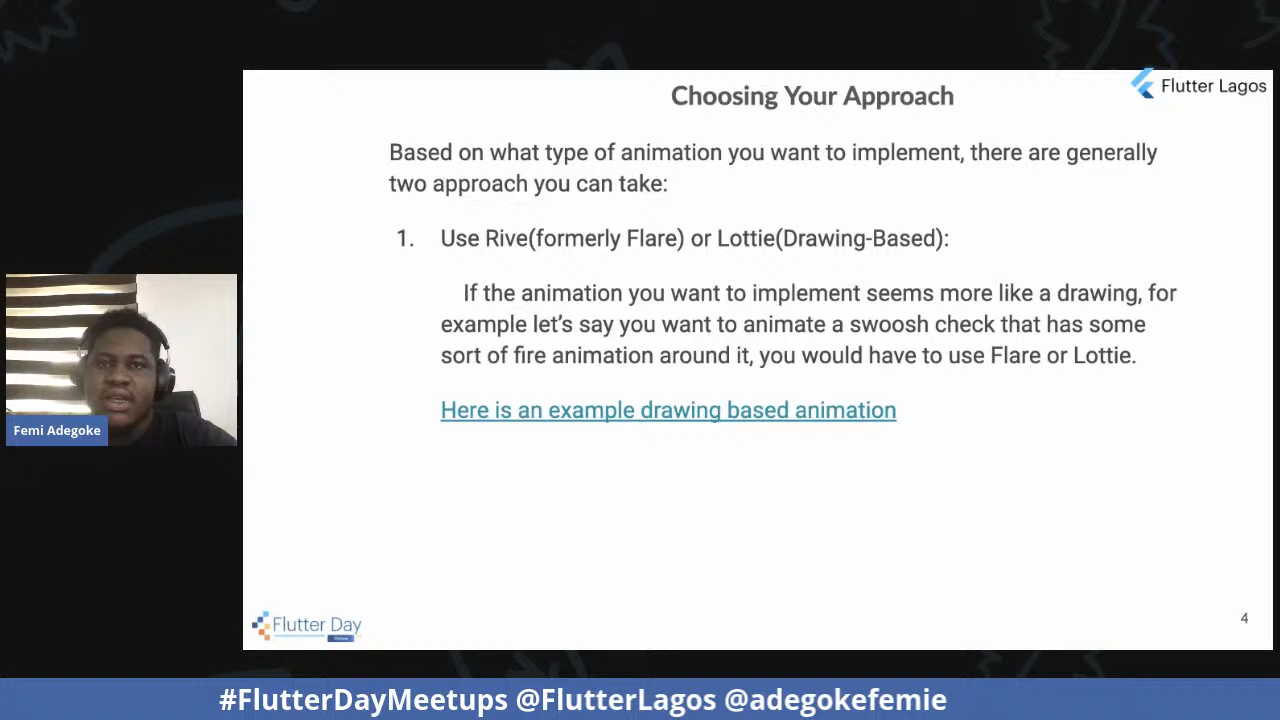 Choosing Your Approach
Flutter Lagos
Based on what type of animation you want to implement, there are generally
two approach you can take:
1. Use Rive(formerly Flare) or Lottie(Drawing-Based):
If the animation you want to implement seems more like a drawing, for
example let's say you want to animate a swoosh check that has some
sort of fire animation around it, you would have to use Flare or Lottie.
Here is an example drawing based animation
Femi Adegoke
Flutter Day
4
#FlutterDayMeetups @FlutterLagos @adegokefemie